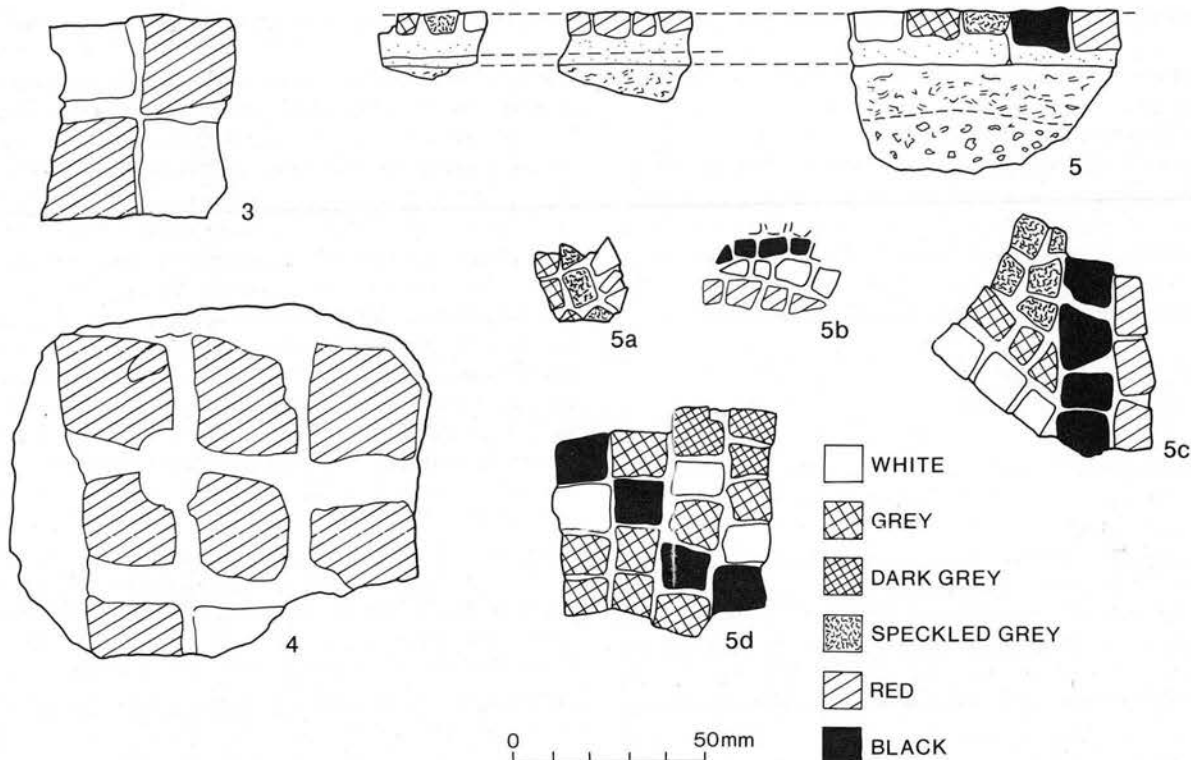 3
5
5a
5b
5c
4
5d
WHITE
GREY
DARK GREY
SPECKLED GREY
RED
BLACK
0 50mm